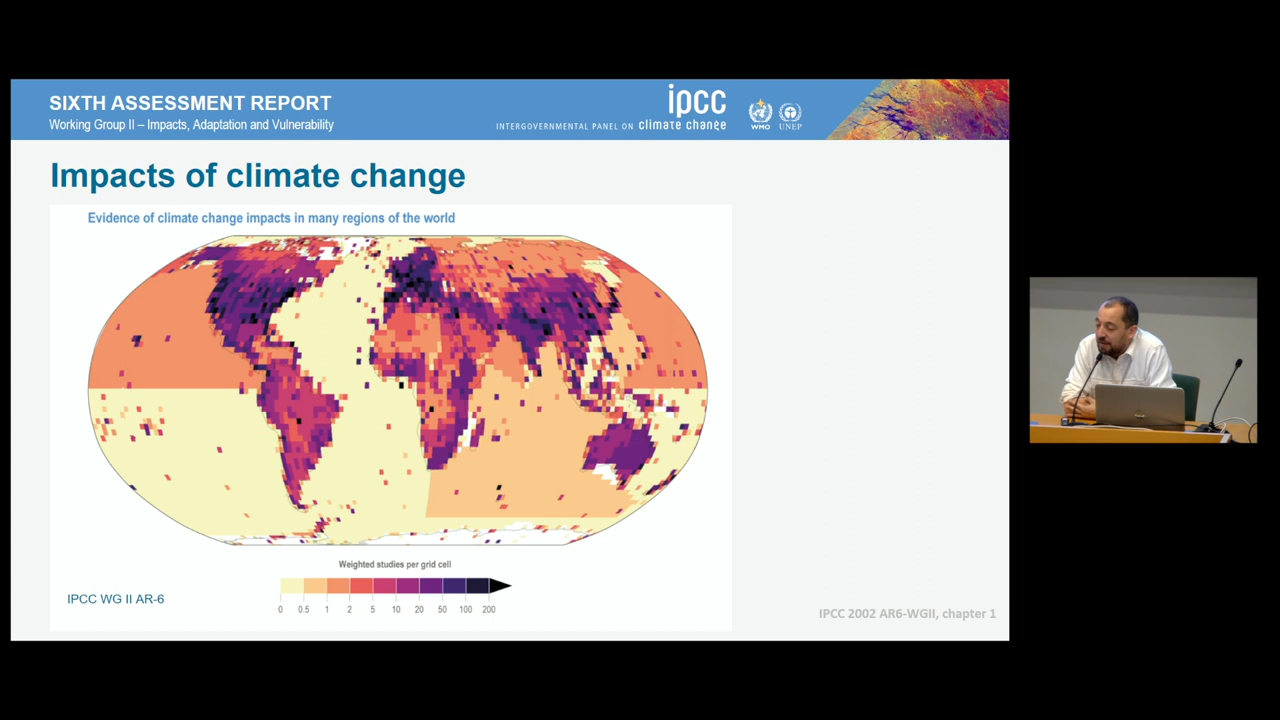 SIXTH ASSESSMENT REPORT
Working Group II – Impacts, Adaptation and Vulnerability
ipcc
INTERGOVERNMENTAL PANEL ON climate change
WMO UNEP
Impacts of climate change
Evidence of climate change impacts in many regions of the world
Weighted studies per grid cell
0 0.5 1 2 5 10 20 50 100 200
IPCC WG II AR-6
IPCC 2002 AR6-WGII, chapter 1